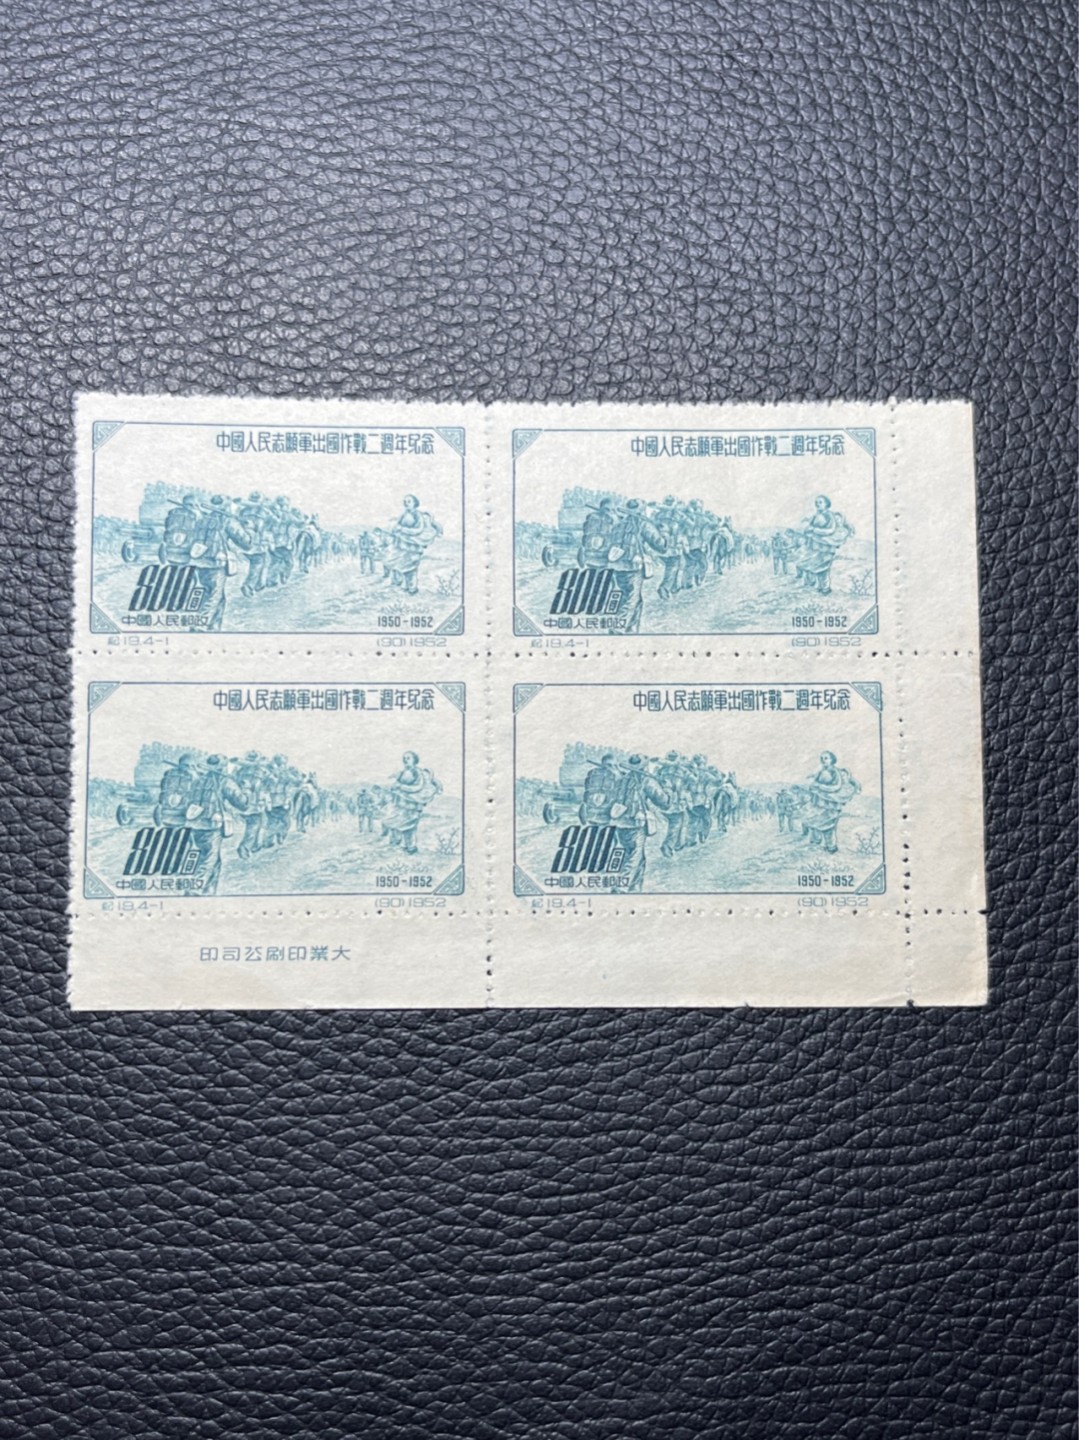 中國人民志願軍出國作戰二週年紀念
800圓
中國人民郵政
1950-1952
紀19.4-1
(90)1952
中國人民志願軍出國作戰二週年紀念
800圓
中國人民郵政
1950-1952
紀19.4-1
(90)1952
中國人民志願軍出國作戰二週年紀念
800圓
中國人民郵政
1950-1952
紀19.4-1
(90)1952
中國人民志願軍出國作戰二週年紀念
800圓
中國人民郵政
1950-1952
紀19.4-1
(90)1952
印司公刷印業大